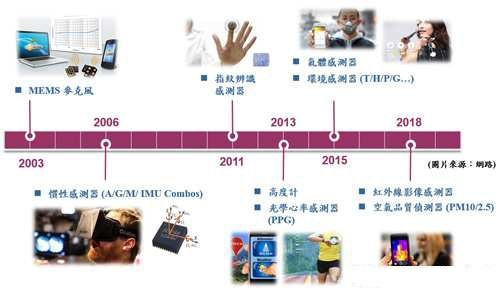 MEMS 麥克風
指紋辨識
感測器
氣體感測器
環境感測器 (T/H/P/G…)
2006
2013
2018
2003
2011
2015
(圖片來源：網路)
慣性感測器 (A/G/M/ IMU Combos)
高度計
光學心率感測器
(PPG)
紅外線影像感測器
空氣品質偵測器 (PM10/2.5)